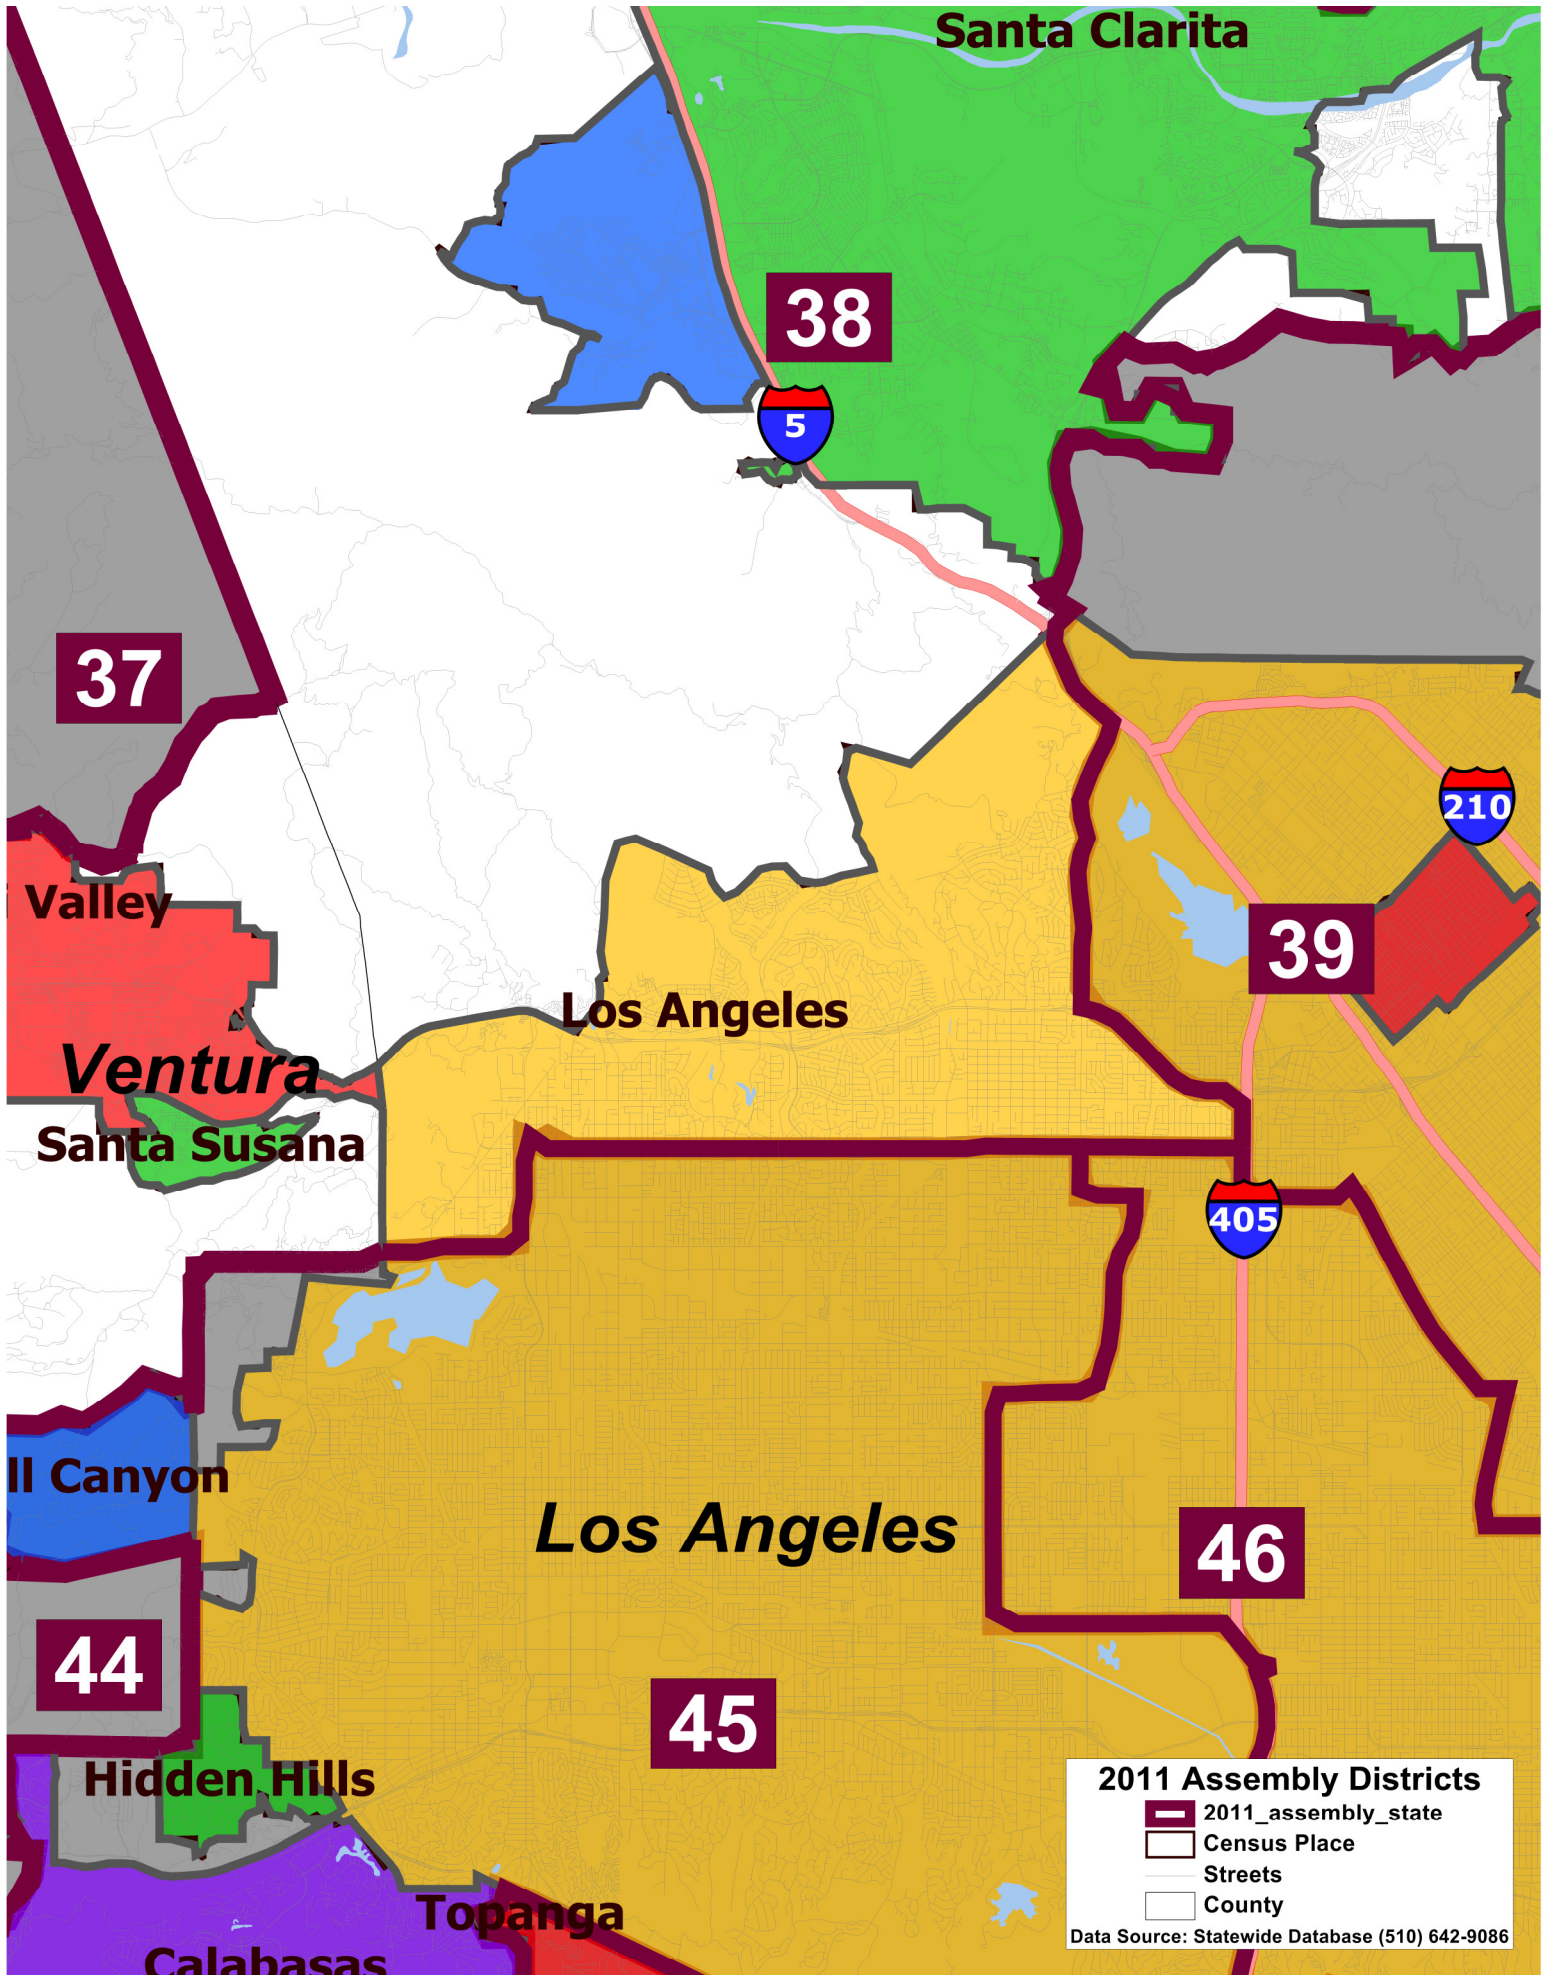 Santa Clarita
38
5
37
210
Valley
39
Los Angeles
Ventura
Santa Susana
405
ll Canyon
Los Angeles
46
44
45
Hidden Hills
2011 Assembly Districts
2011_assembly_state
Census Place
Streets
County
Data Source: Statewide Database (510) 642-9086
Topanga
Calabasas